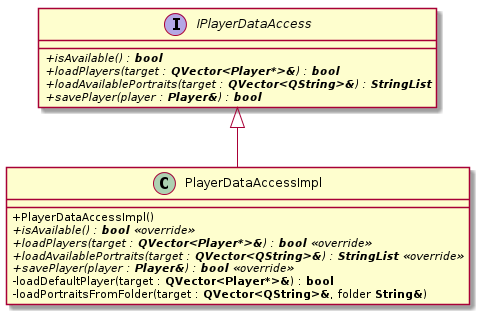 I IPlayerDataAccess
+isAvailable() : bool
+loadPlayers(target : QVector<Player*>&) : bool
+loadAvailablePortraits(target : QVector<QString>&) : StringList
+savePlayer(player : Player&) : bool
C PlayerDataAccessImpl
+PlayerDataAccessImpl()
+isAvailable() : bool «override»
+loadPlayers(target : QVector<Player*>&) : bool «override»
+loadAvailablePortraits(target : QVector<QString>&) : StringList «override»
+savePlayer(player : Player&) : bool «override»
-loadDefaultPlayer(target : QVector<Player*>&) : bool
-loadPortraitsFromFolder(target : QVector<QString>&, folder String&)